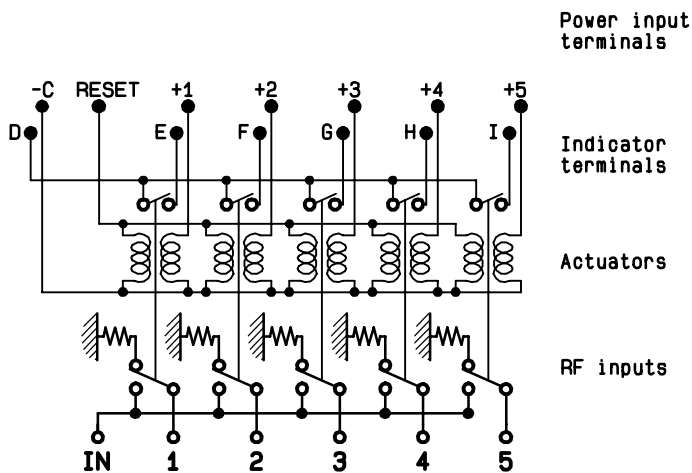 Power input
terminals
-C RESET +1 +2 +3 +4 +5
D E F G H I
Indicator
terminals
Actuators
RF inputs
IN 1 2 3 4 5